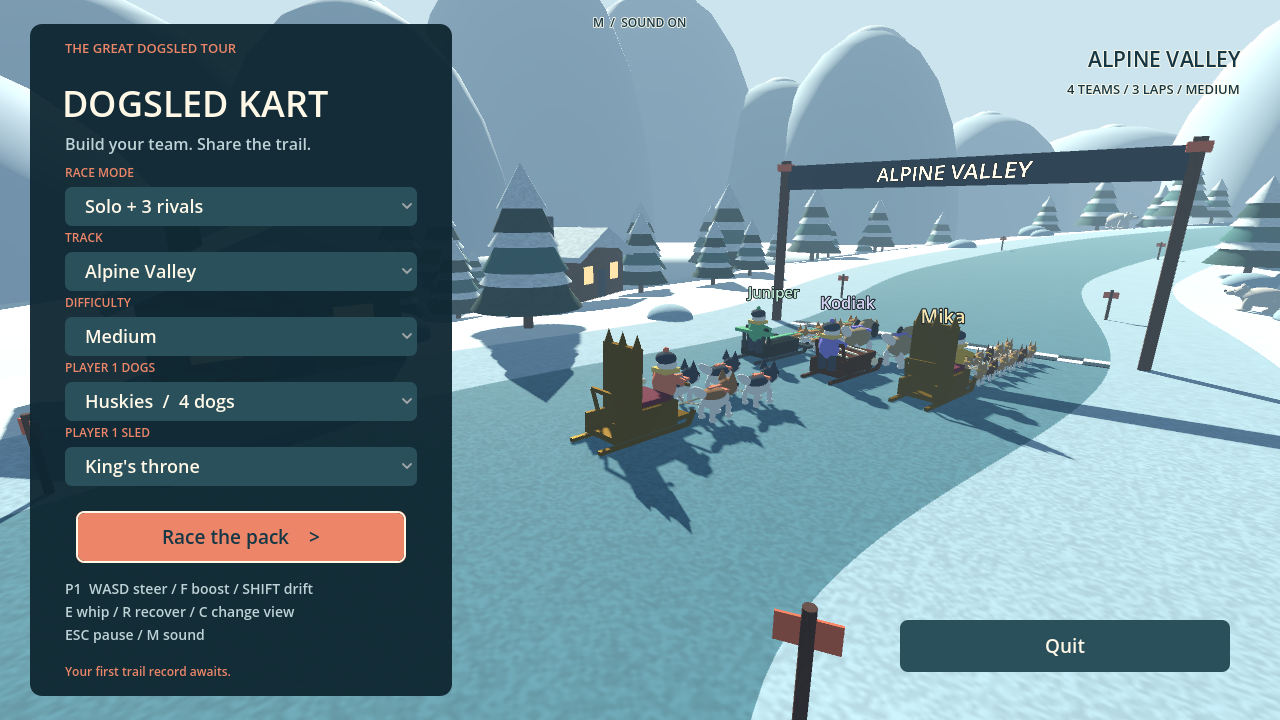 M / SOUND ON
THE GREAT DOGSLED TOUR
DOGSLED KART
Build your team. Share the trail.
RACE MODE
Solo + 3 rivals
TRACK
Alpine Valley
DIFFICULTY
Medium
PLAYER 1 DOGS
Huskies / 4 dogs
PLAYER 1 SLED
King's throne
Race the pack >
P1 WASD steer / F boost / SHIFT drift
E whip / R recover / C change view
ESC pause / M sound
Your first trail record awaits.
ALPINE VALLEY
4 TEAMS / 3 LAPS / MEDIUM
ALPINE VALLEY
Juniper
Kodiak
Mika
Quit